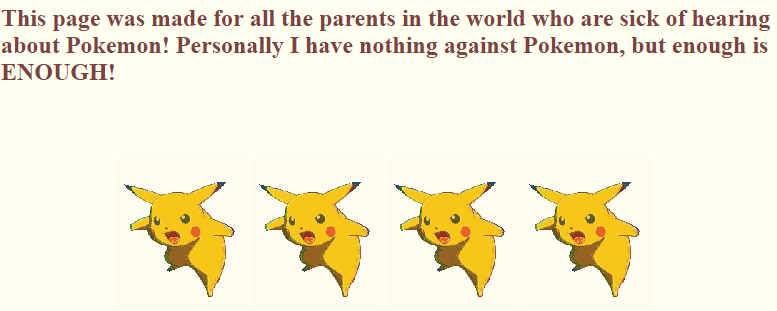 This page was made for all the parents in the world who are sick of hearing
about Pokemon! Personally I have nothing against Pokemon, but enough is
ENOUGH!